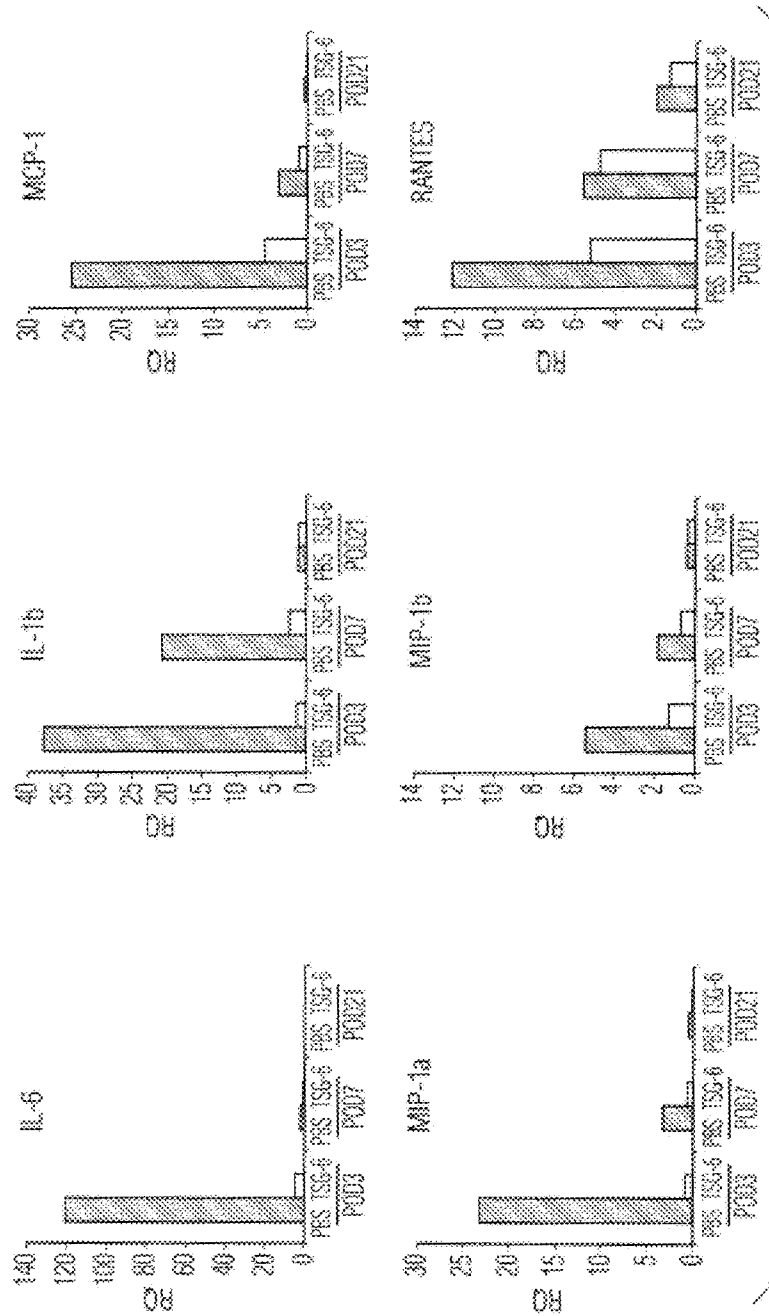 IL-6
RQ
140
120
100
80
60
40
20
0
PBS TSG-6 PBS TSG-6 PBS TSG-6
POD3 POD7 POD21
IL-1b
RQ
40
35
30
25
20
15
10
5
0
PBS TSG-6 PBS TSG-6 PBS TSG-6
POD3 POD7 POD21
MCP-1
RQ
30
25
20
15
10
5
0
PBS TSG-6 PBS TSG-6 PBS TSG-6
POD3 POD7 POD21
MIP-1a
RQ
30
25
20
15
10
5
0
PBS TSG-6 PBS TSG-6 PBS TSG-6
POD3 POD7 POD21
MIP-1b
RQ
14
12
10
8
6
4
2
0
PBS TSG-6 PBS TSG-6 PBS TSG-6
POD3 POD7 POD21
RANTES
RQ
14
12
10
8
6
4
2
0
PBS TSG-6 PBS TSG-6 PBS TSG-6
POD3 POD7 POD21